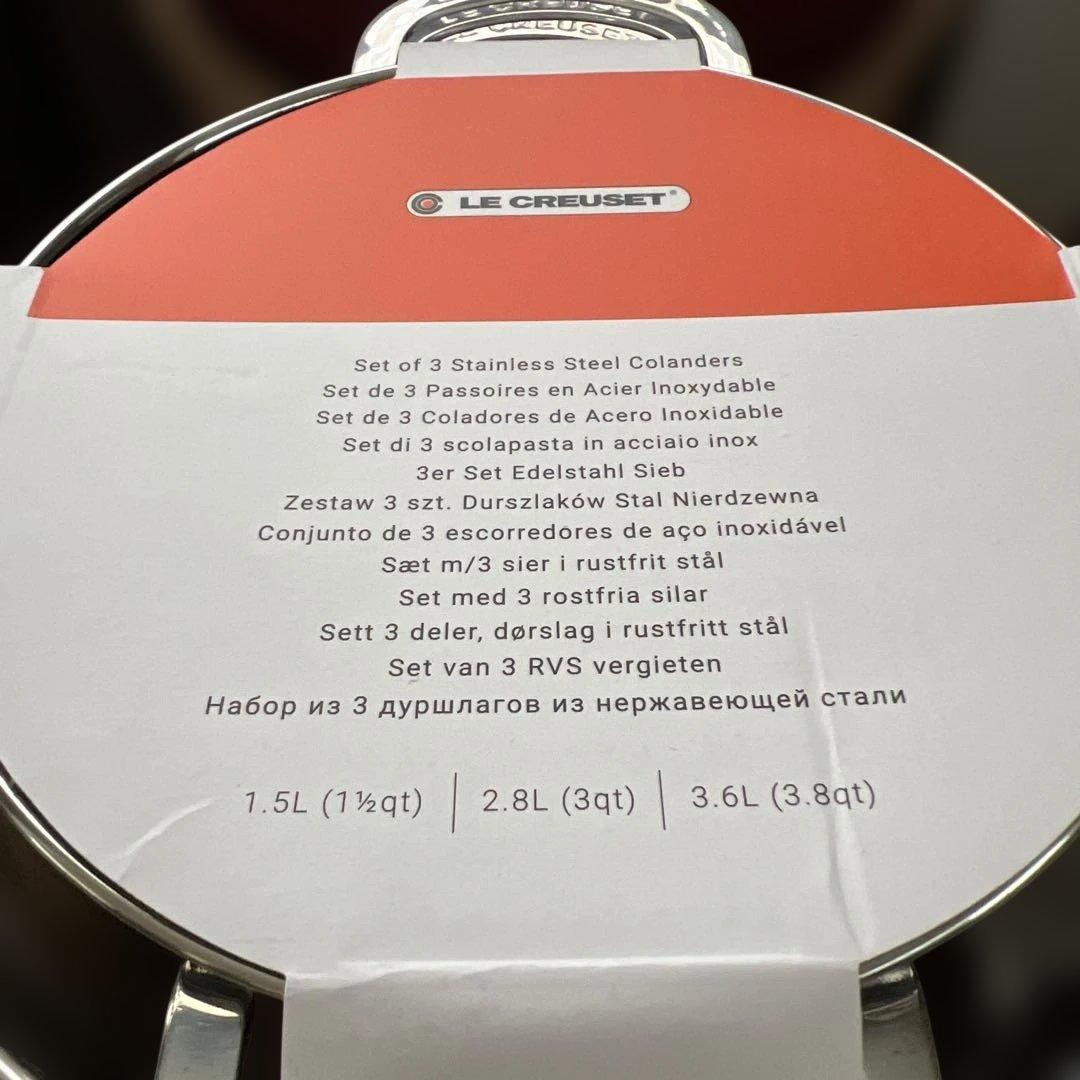 LE CREUSET
LE CREUSET
LE CREUSET®
Set of 3 Stainless Steel Colanders
Set de 3 Passoires en Acier Inoxydable
Set de 3 Coladores de Acero Inoxidable
Set di 3 scolapasta in acciaio inox
3er Set Edelstahl Sieb
Zestaw 3 szt. Durszlaków Stal Nierdzewna
Conjunto de 3 escorredores de aço inoxidável
Sæt m/3 sier i rustfrit stål
Set med 3 rostfria silar
Sett 3 deler, dørslag i rustfritt stål
Set van 3 RVS vergieten
Набор из 3 дуршлагов из нержавеющей стали
1.5L (1½qt) | 2.8L (3qt) | 3.6L (3.8qt)